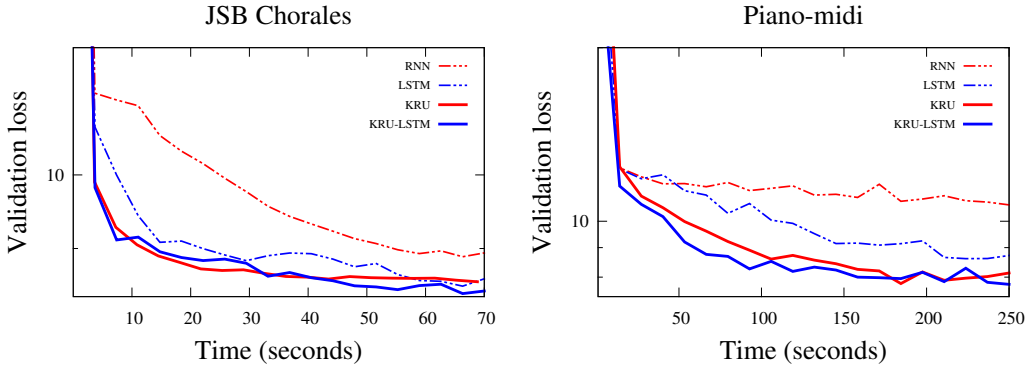 JSB Chorales
Validation loss
10
RNN
LSTM
KRU
KRU-LSTM
10 20 30 40 50 60 70
Time (seconds)
Piano-midi
Validation loss
10
RNN
LSTM
KRU
KRU-LSTM
50 100 150 200 250
Time (seconds)